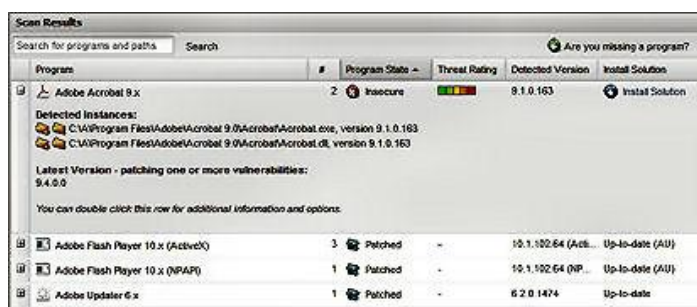 Scan Results
Search for programs and paths Search Are you missing a program?
Program # Program State Threat Rating Detected Version Install Solution
Adobe Acrobat 9.x 2 Insecure 9.1.0.163 Install Solution
Detected Instances:
C:\A\Program Files\Adobe\Acrobat 9.0\Acrobat\Acrobat.exe, version 9.1.0.163
C:\A\Program Files\Adobe\Acrobat 9.0\Acrobat\Acrobat.dll, version 9.1.0.163
Latest Version - patching one or more vulnerabilities:
9.4.0.0
You can double click this row for additional information and options.
Adobe Flash Player 10.x (ActiveX) 3 Patched - 10.1.102.64 (Acti... Up-to-date (AU)
Adobe Flash Player 10.x (NPAPI) 1 Patched - 10.1.102.64 (NP... Up-to-date (AU)
Adobe Updater 6.x 1 Patched - 6.2.0.1474 Up-to-date